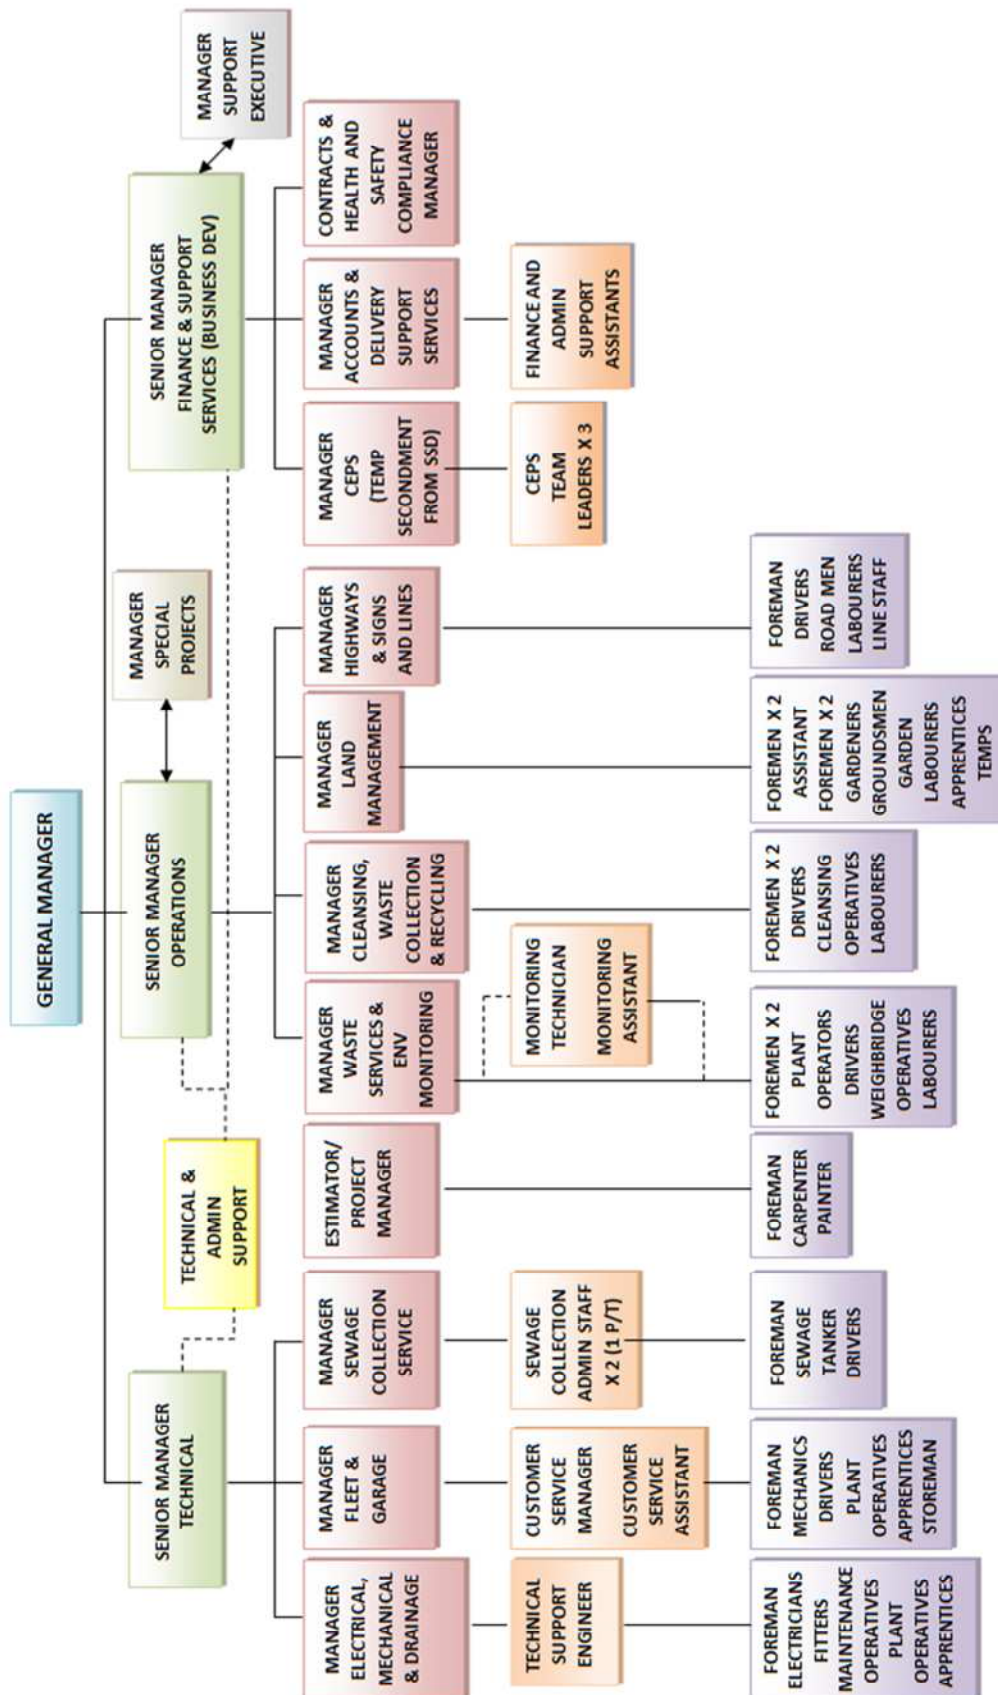 GENERAL MANAGER
SENIOR MANAGER
TECHNICAL
TECHNICAL &
ADMIN
SUPPORT
SENIOR MANAGER
OPERATIONS
MANAGER
SPECIAL
PROJECTS
SENIOR MANAGER
FINANCE & SUPPORT
SERVICES (BUSINESS DEV)
MANAGER
SUPPORT
EXECUTIVE
MANAGER
ELECTRICAL,
MECHANICAL
& DRAINAGE
MANAGER
FLEET &
GARAGE
MANAGER
SEWAGE
COLLECTION
SERVICE
ESTIMATOR/
PROJECT
MANAGER
MANAGER
WASTE
SERVICES &
ENV
MONITORING
MANAGER
CLEANSING,
WASTE
COLLECTION
& RECYCLING
MANAGER
LAND
MANAGEMENT
MANAGER
HIGHWAYS
& SIGNS
AND LINES
MANAGER
CEPS
(TEMP
SECONDMENT
FROM SSD)
MANAGER
ACCOUNTS &
DELIVERY
SUPPORT
SERVICES
CONTRACTS &
HEALTH AND
SAFETY
COMPLIANCE
MANAGER
TECHNICAL
SUPPORT
ENGINEER
CUSTOMER
SERVICE
MANAGER
CUSTOMER
SERVICE
ASSISTANT
SEWAGE
COLLECTION
ADMIN STAFF
X 2 (1 P/T)
MONITORING
TECHNICIAN
MONITORING
ASSISTANT
CEPS
TEAM
LEADERS X 3
FINANCE AND
ADMIN
SUPPORT
ASSISTANTS
FOREMAN
ELECTRICIANS
FITTERS
MAINTENANCE
OPERATIVES
PLANT
OPERATIVES
APPRENTICES
FOREMAN
MECHANICS
DRIVERS
PLANT
OPERATIVES
APPRENTICES
STOREMAN
FOREMAN
SEWAGE
TANKER
DRIVERS
FOREMAN
CARPENTER
PAINTER
FOREMEN X 2
PLANT
OPERATORS
DRIVERS
WEIGHBRIDGE
OPERATIVES
LABOURERS
FOREMEN X 2
DRIVERS
CLEANSING
OPERATIVES
LABOURERS
FOREMEN X 2
ASSISTANT
FOREMEN X 2
GARDENERS
GROUNDSMEN
GARDEN
LABOURERS
APPRENTICES
TEMPS
FOREMAN
DRIVERS
ROAD MEN
LABOURERS
LINE STAFF